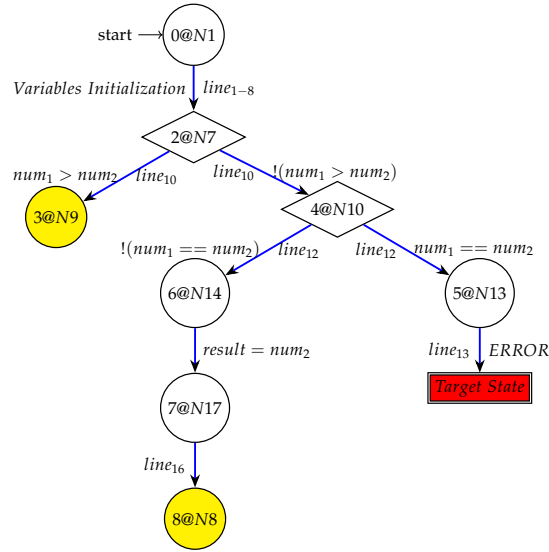 start
0@N1
Variables Initialization
line₁₋₈
2@N7
num₁ > num₂
line₁₀
line₁₀
!(num₁ > num₂)
3@N9
4@N10
!(num₁ == num₂)
line₁₂
line₁₂
num₁ == num₂
6@N14
5@N13
result = num₂
line₁₃
ERROR
Target State
7@N17
line₁₆
8@N8